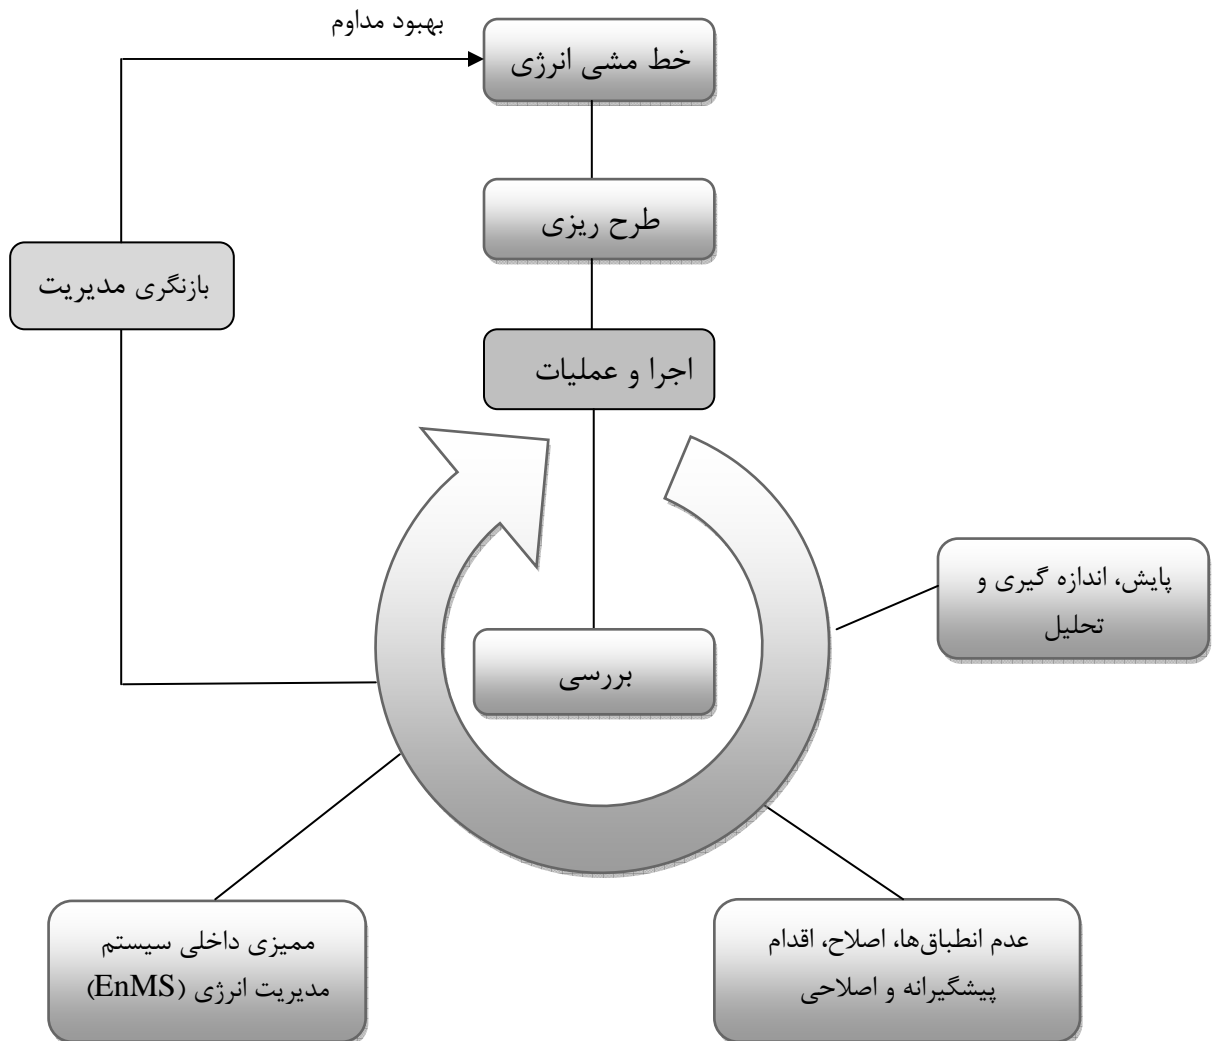 بهبود مداوم
خط مشی انرژی
طرح ریزی
بازنگری مدیریت
اجرا و عملیات
پایش، اندازه گیری و
تحلیل
بررسی
عدم انطباق‌ها، اصلاح، اقدام
پیشگیرانه و اصلاحی
ممیزی داخلی سیستم
مدیریت انرژی (EnMS)